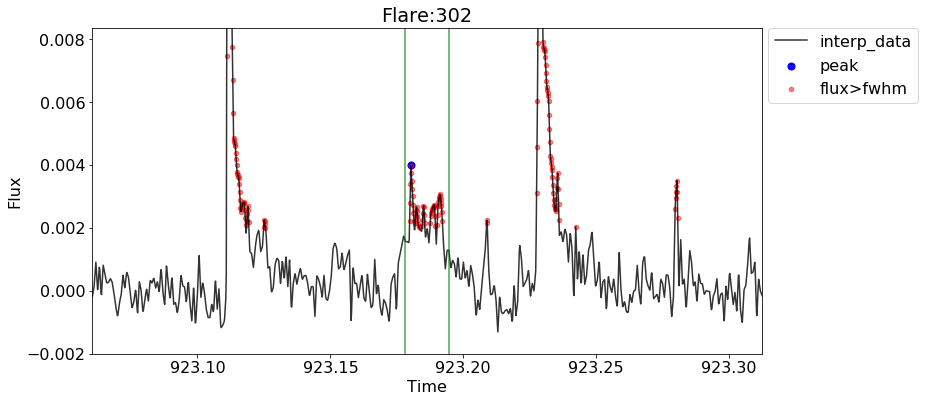 Flare:302
0.008
0.006
0.004
0.002
0.000
−0.002
Flux
923.10 923.15 923.20 923.25 923.30
Time
interp_data
peak
flux>fwhm